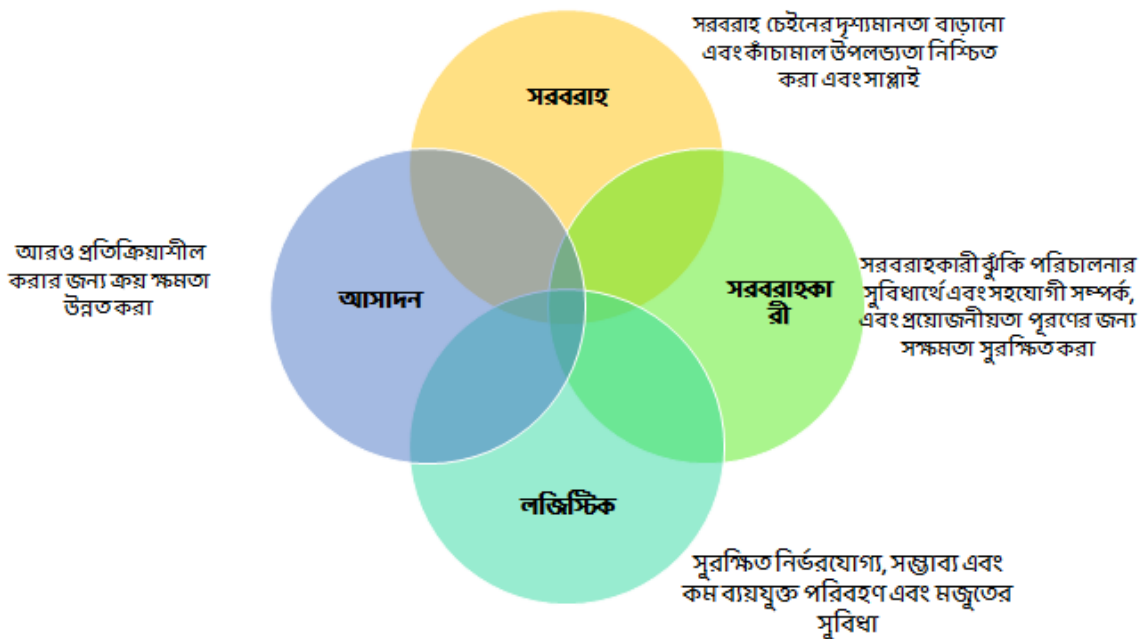 সরবরাহ চেইনের দৃশ্যমানতা বাড়ানো
এবং কাঁচামাল উপলভ্যতা নিশ্চিত
করা এবং সাপ্লাই
সরবরাহ
আরও প্রতিক্রিয়াশীল
করার জন্য ক্রয় ক্ষমতা
উন্নত করা
আসাদন
সরবরাহকা
রী
সরবরাহকারী ঝুঁকি পরিচালনার
সুবিধার্থে এবং সহযোগী সম্পর্ক,
এবং প্রয়োজনীয়তা পূরণের জন্য
সক্ষমতা সুরক্ষিত করা
লজিস্টিক
সুরক্ষিত নির্ভরযোগ্য, সম্ভাব্য এবং
কম ব্যয়যুক্ত পরিবহণ এবং মজুতের
সুবিধা